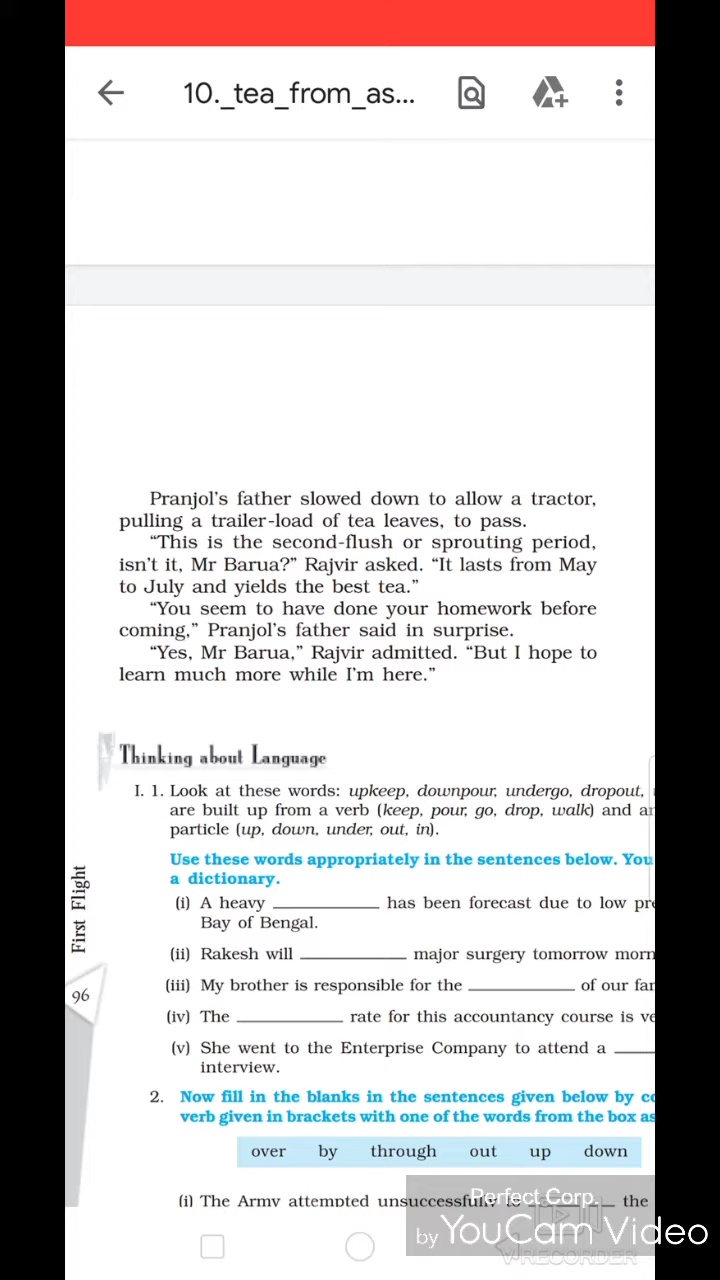 10._tea_from_as...
Pranjol's father slowed down to allow a tractor,
pulling a trailer-load of tea leaves, to pass.
"This is the second-flush or sprouting period,
isn't it, Mr Barua?" Rajvir asked. "It lasts from May
to July and yields the best tea."
"You seem to have done your homework before
coming," Pranjol's father said in surprise.
"Yes, Mr Barua," Rajvir admitted. "But I hope to
learn much more while I'm here."
Thinking about Language
I. 1. Look at these words: upkeep, downpour, undergo, dropout,
are built up from a verb (keep, pour, go, drop, walk) and
particle (up, down, under, out, in).
Use these words appropriately in the sentences below. You
a dictionary.
(i) A heavy ____________ has been forecast due to low
Bay of Bengal.
(ii) Rakesh will ____________ major surgery tomorrow
(iii) My brother is responsible for the ____________ of our
(iv) The ____________ rate for this accountancy course is
(v) She went to the Enterprise Company to attend a ____
interview.
2. Now fill in the blanks in the sentences given below by
verb given in brackets with one of the words from the box as
over by through out up down
(i) The Army attempted unsuccessfully to ____ the
First Flight
96
Perfect Corp.
by YouCam Video
RECORDER